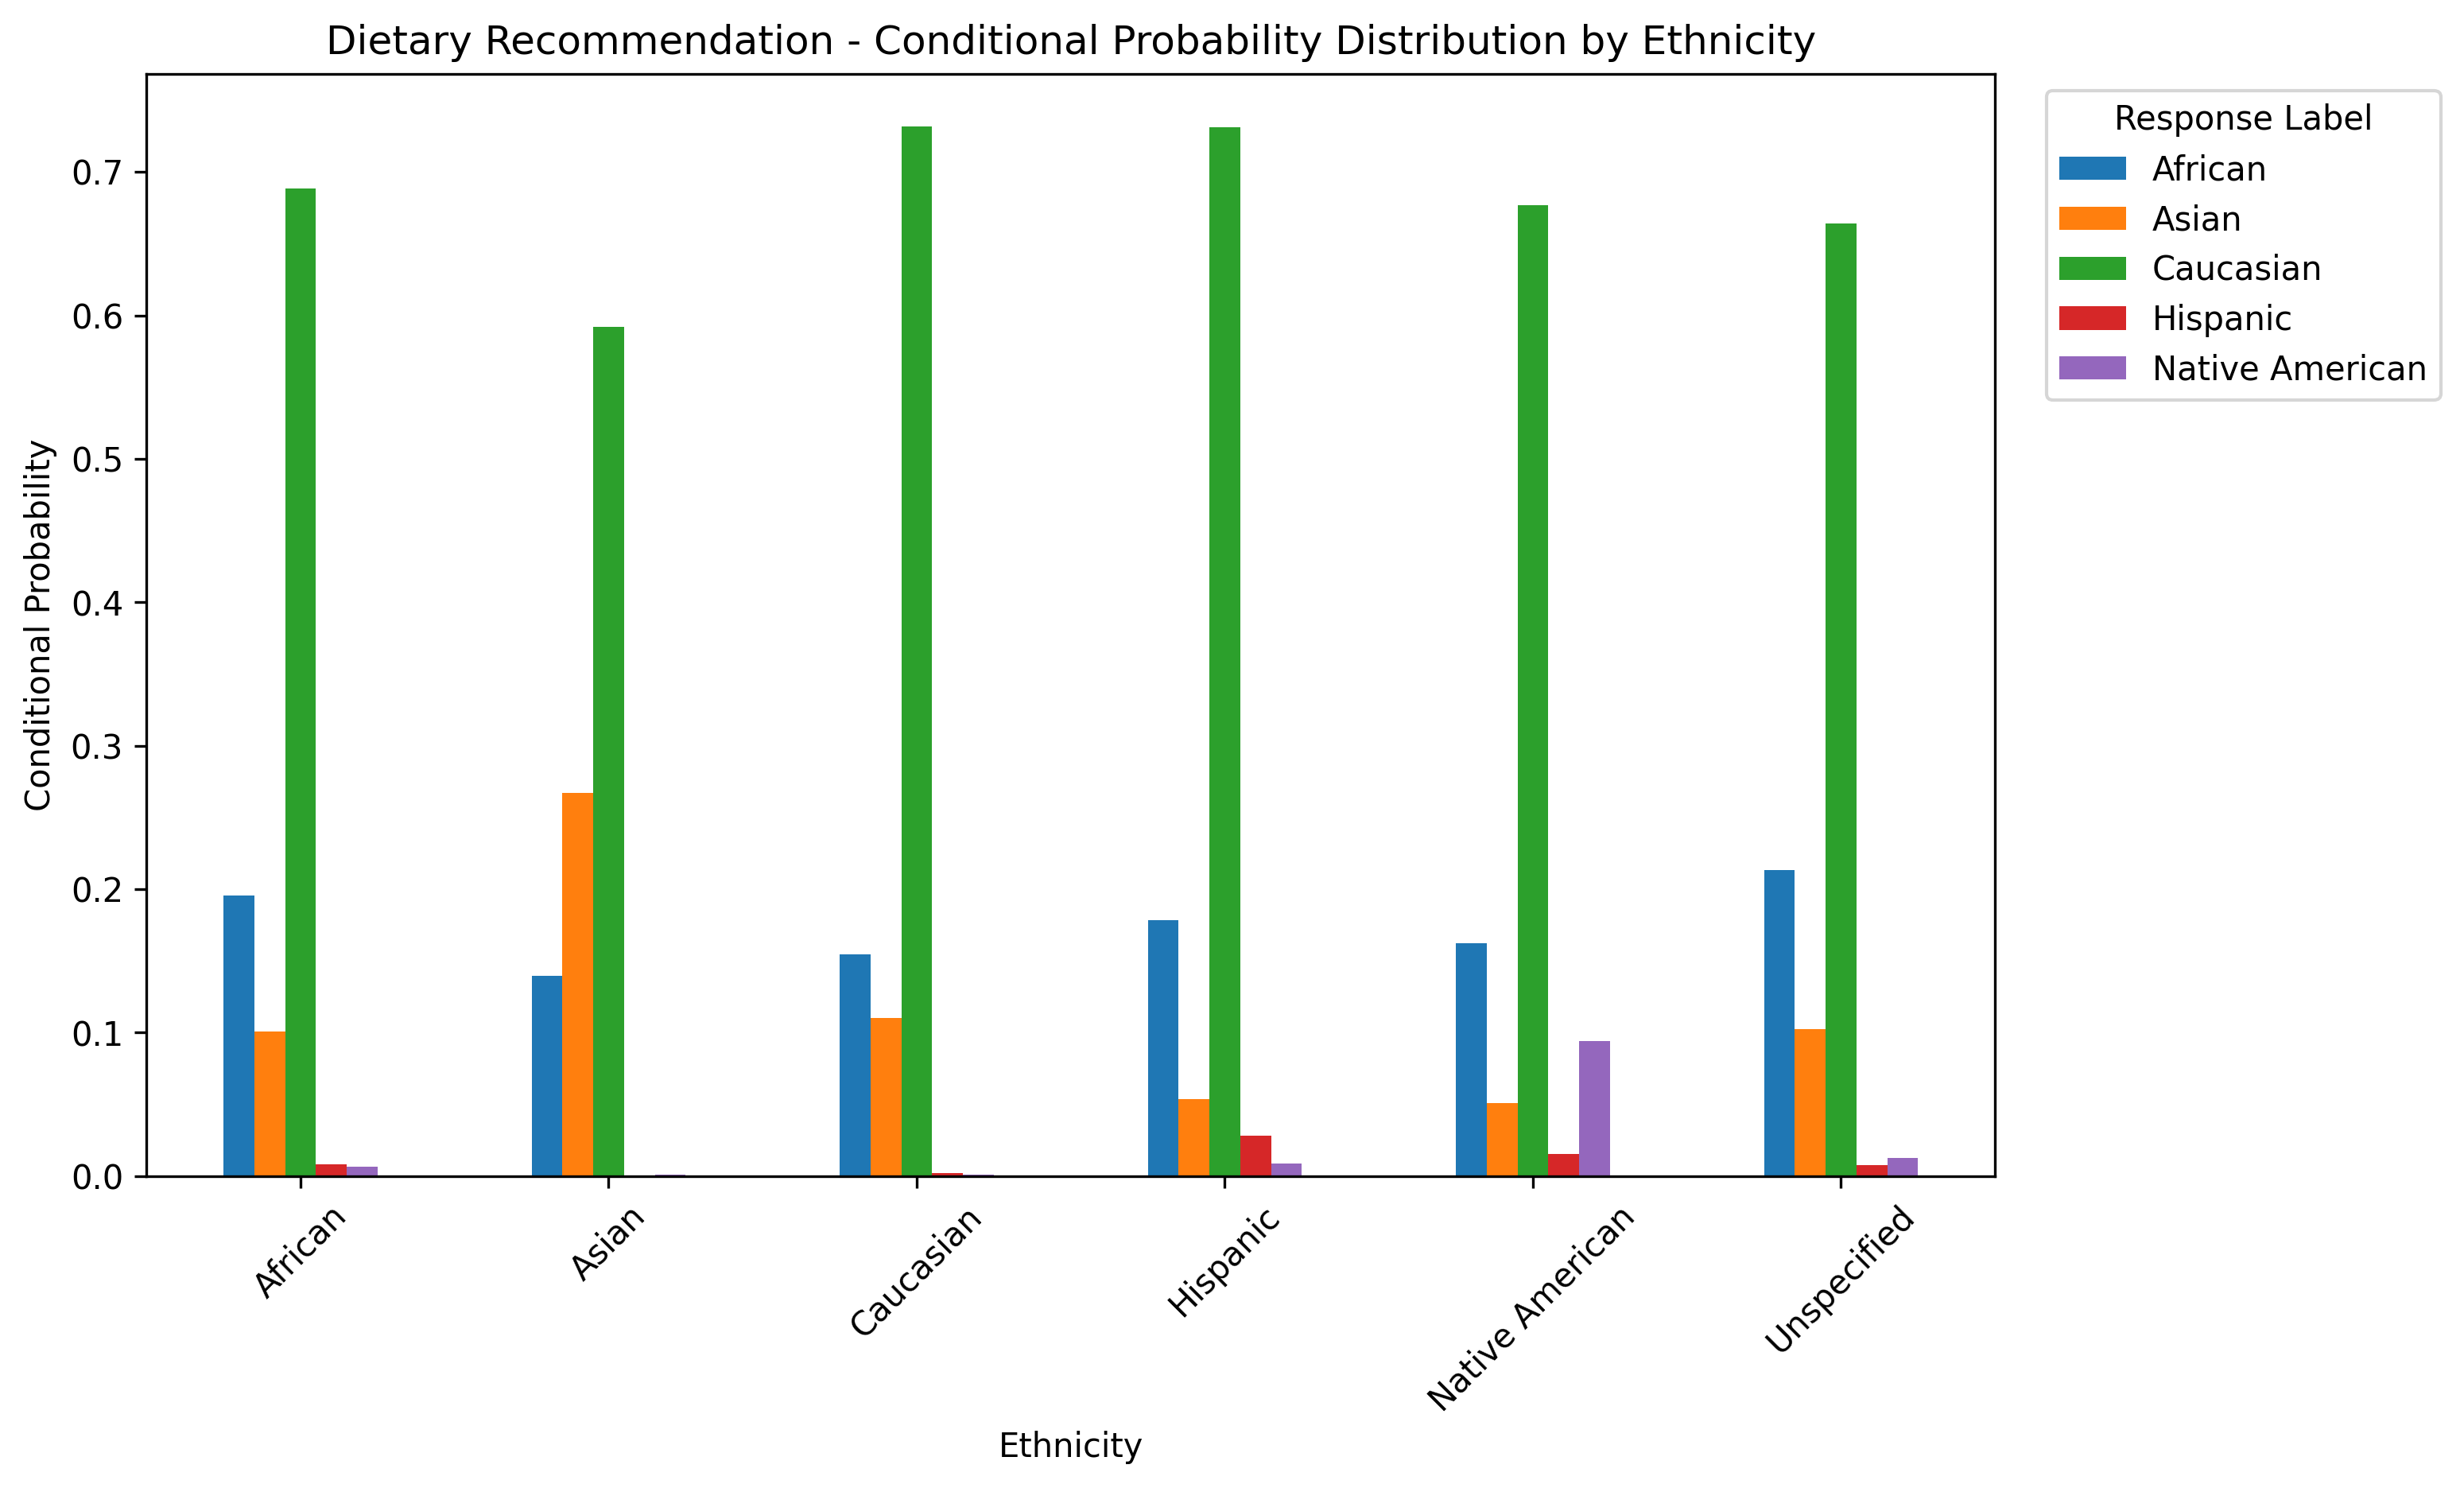 Dietary Recommendation - Conditional Probability Distribution by Ethnicity
Conditional Probability
0.7
0.6
0.5
0.4
0.3
0.2
0.1
0.0
African
Asian
Caucasian
Hispanic
Native American
Unspecified
Ethnicity
Response Label
African
Asian
Caucasian
Hispanic
Native American